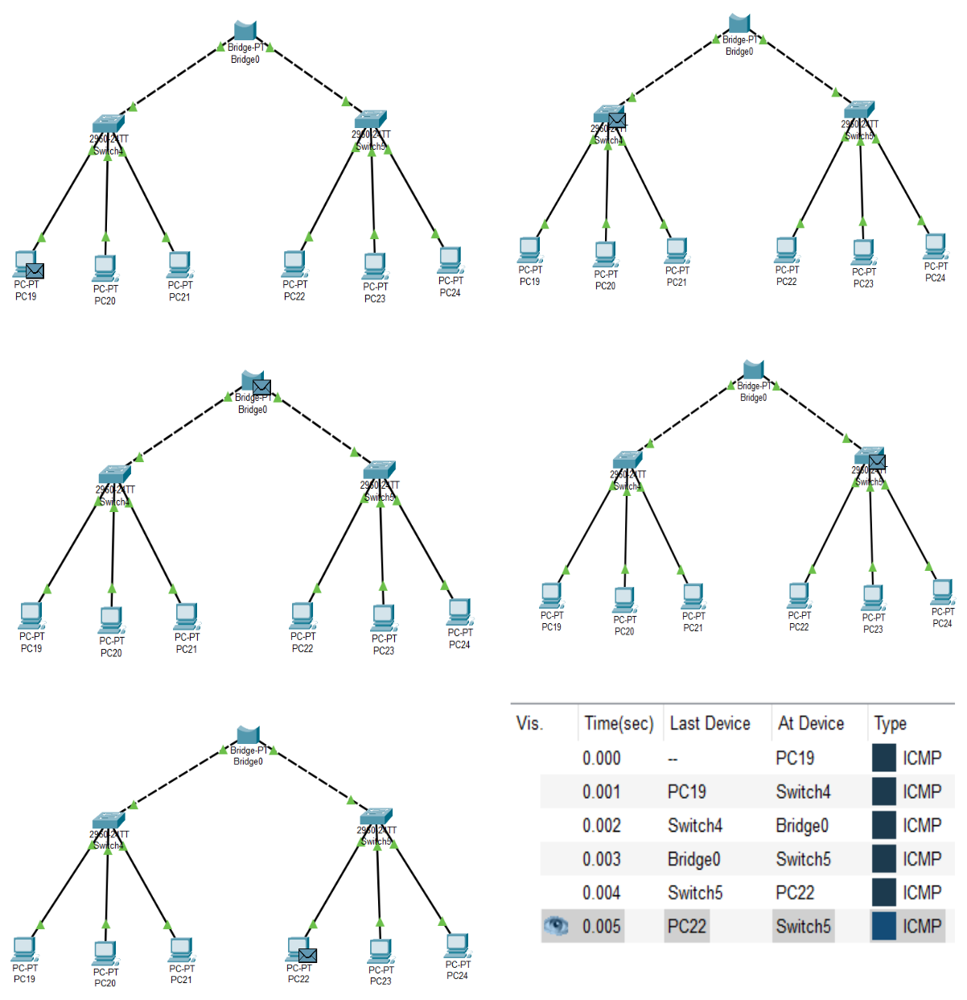 Bridge-PT
Bridge0
2960-24TT
Switch4
2960-24TT
Switch5
PC-PT
PC19
PC-PT
PC20
PC-PT
PC21
PC-PT
PC22
PC-PT
PC23
PC-PT
PC24
Bridge-PT
Bridge0
2960-24TT
Switch4
2960-24TT
Switch5
PC-PT
PC19
PC-PT
PC20
PC-PT
PC21
PC-PT
PC22
PC-PT
PC23
PC-PT
PC24
Bridge-PT
Bridge0
2960-24TT
Switch4
2960-24TT
Switch5
PC-PT
PC19
PC-PT
PC20
PC-PT
PC21
PC-PT
PC22
PC-PT
PC23
PC-PT
PC24
Bridge-PT
Bridge0
2960-24TT
Switch4
2960-24TT
Switch5
PC-PT
PC19
PC-PT
PC20
PC-PT
PC21
PC-PT
PC22
PC-PT
PC23
PC-PT
PC24
Bridge-PT
Bridge0
2960-24TT
Switch4
2960-24TT
Switch5
PC-PT
PC19
PC-PT
PC20
PC-PT
PC21
PC-PT
PC22
PC-PT
PC23
PC-PT
PC24
Vis. Time(sec) Last Device At Device Type
0.000 -- PC19 ICMP
0.001 PC19 Switch4 ICMP
0.002 Switch4 Bridge0 ICMP
0.003 Bridge0 Switch5 ICMP
0.004 Switch5 PC22 ICMP
0.005 PC22 Switch5 ICMP